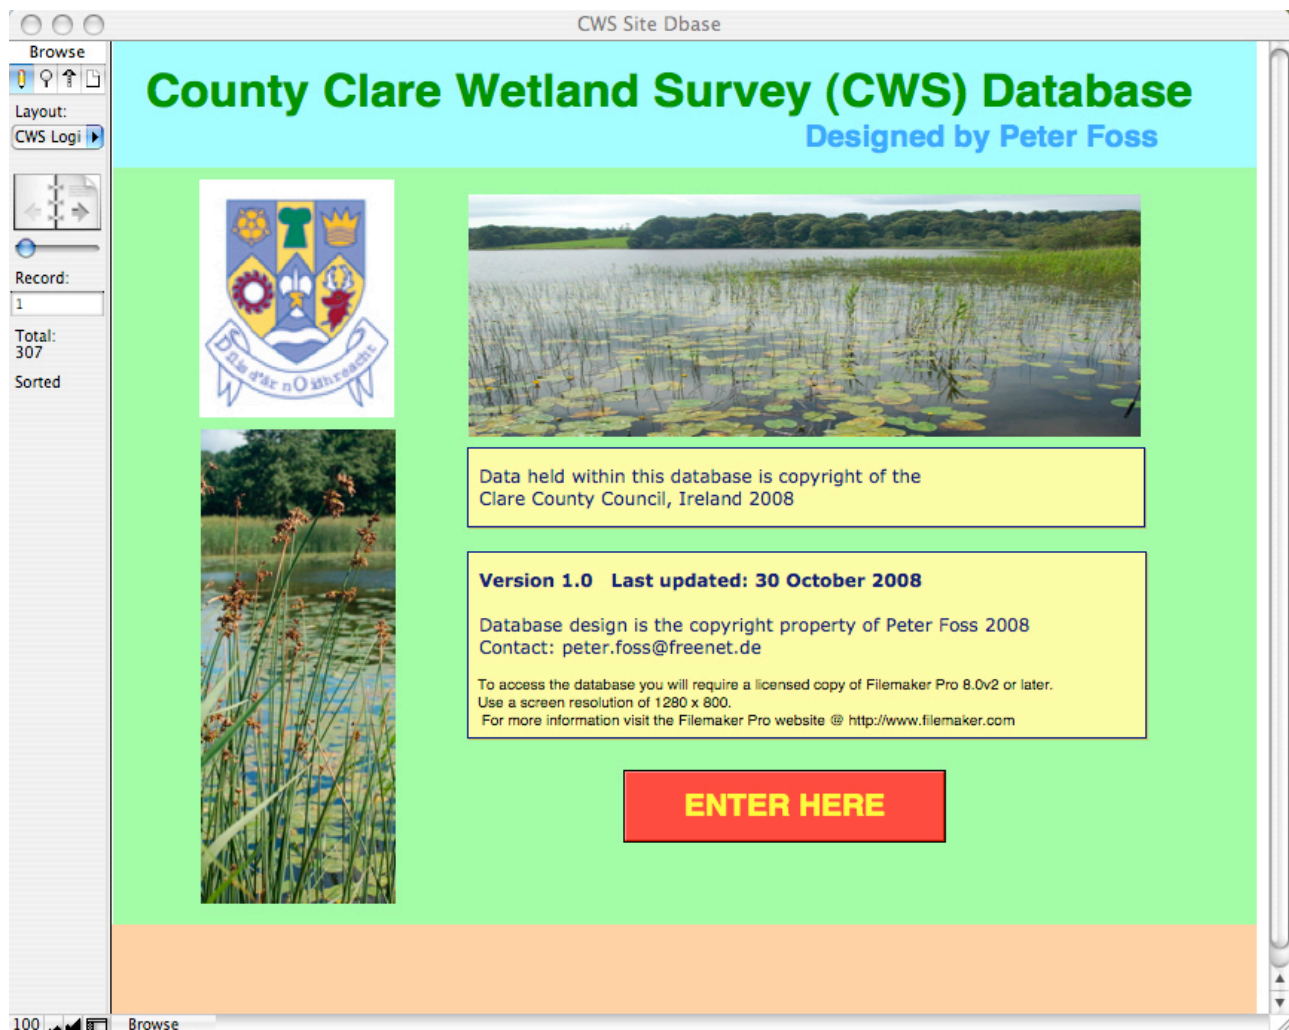 CWS Site Dbase
Browse
Layout:
CWS Logi
Record:
1
Total:
307
Sorted
County Clare Wetland Survey (CWS) Database
Designed by Peter Foss
Dílis d'ár nOidhreacht
Data held within this database is copyright of the
Clare County Council, Ireland 2008
Version 1.0 Last updated: 30 October 2008
Database design is the copyright property of Peter Foss 2008
Contact: peter.foss@freenet.de
To access the database you will require a licensed copy of Filemaker Pro 8.0v2 or later.
Use a screen resolution of 1280 x 800.
For more information visit the Filemaker Pro website @ http://www.filemaker.com
ENTER HERE
100
Browse